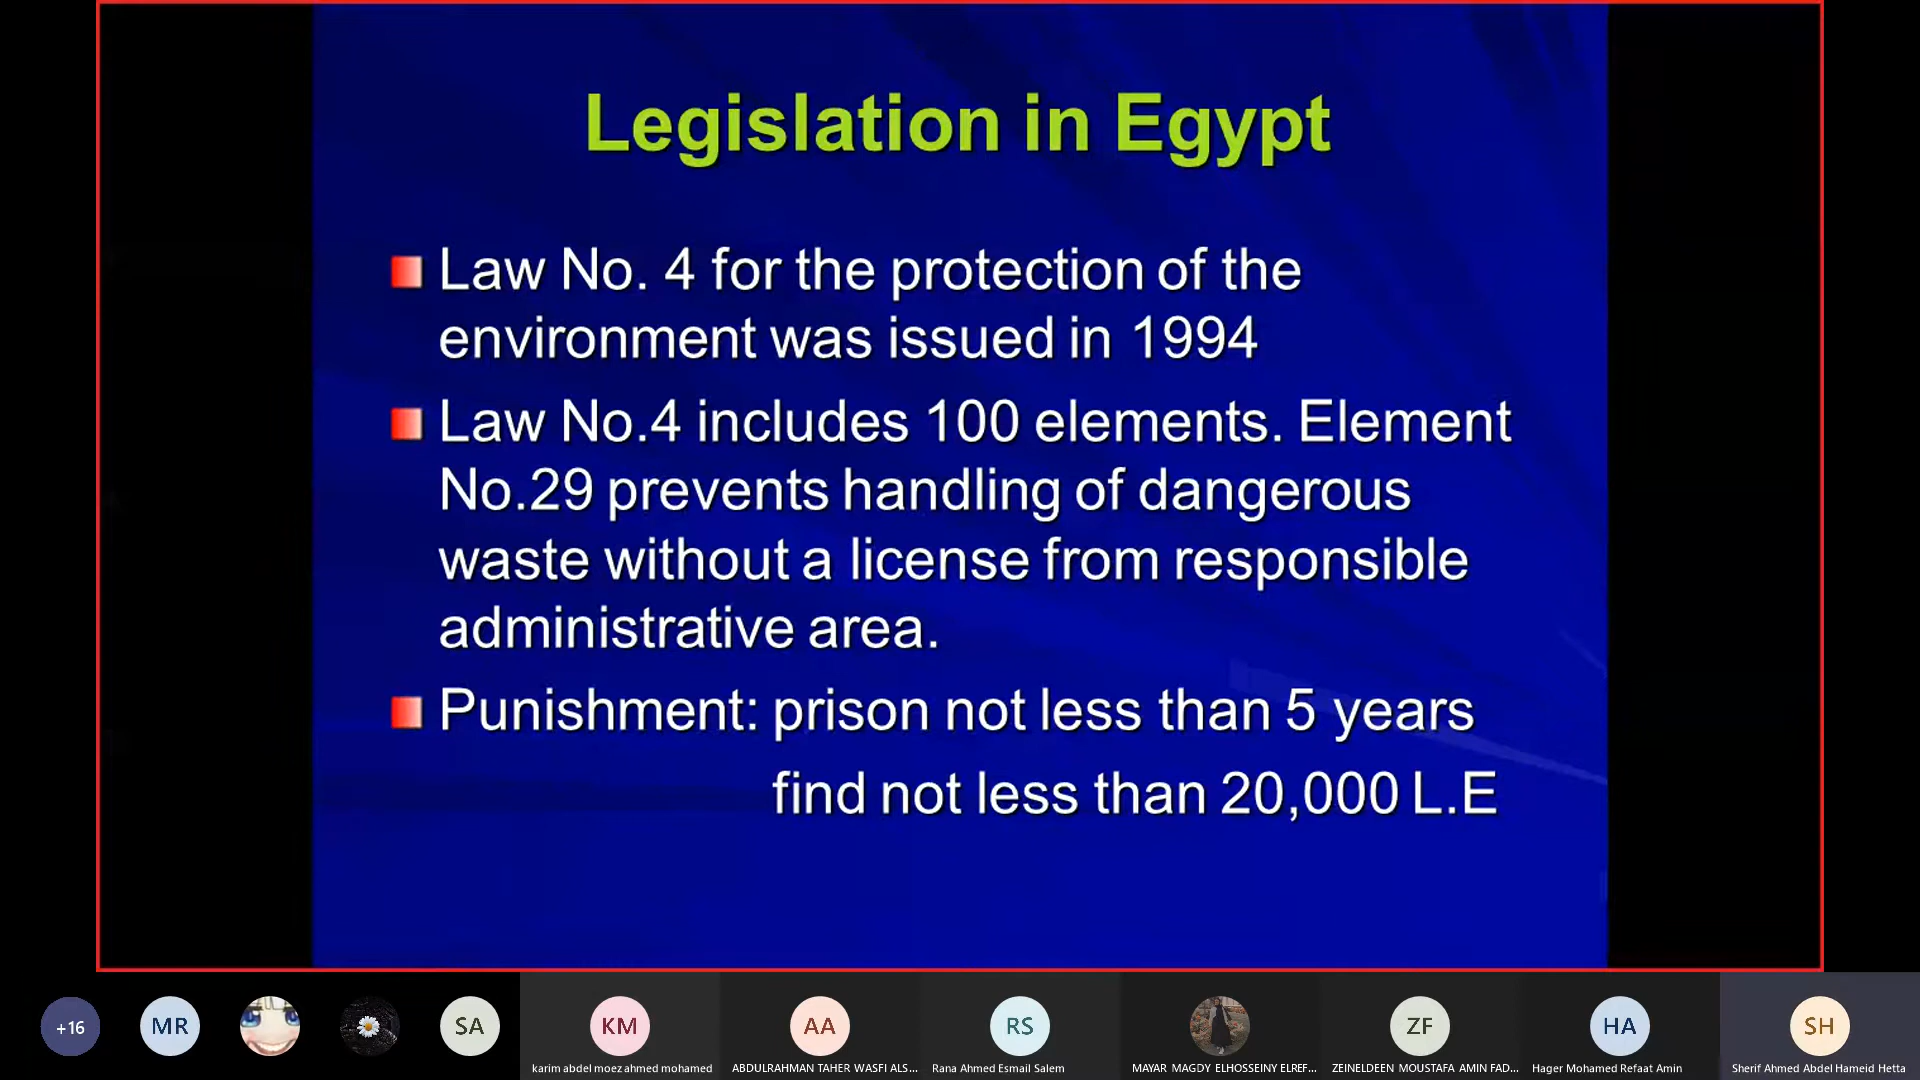 Legislation in Egypt
Law No. 4 for the protection of the
environment was issued in 1994
Law No.4 includes 100 elements. Element
No.29 prevents handling of dangerous
waste without a license from responsible
administrative area.
Punishment: prison not less than 5 years
find not less than 20,000 L.E
+16
MR
SA
KM
AA
RS
ZF
HA
SH
karim abdel moez ahmed mohamed
ABDULRAHMAN TAHER WASFI ALS...
Rana Ahmed Esmail Salem
MAYAR MAGDY ELHOSSEINY ELREF...
ZEINELDEEN MOUSTAFA AMIN FAD...
Hager Mohamed Refaat Amin
Sherif Ahmed Abdel Hameid Hetta